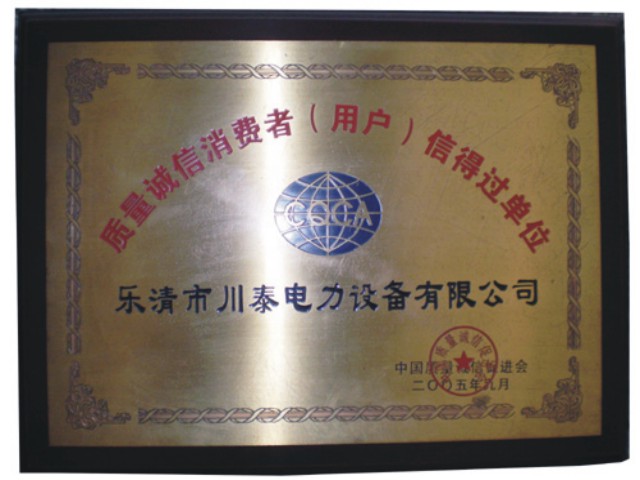 质量诚信消费者（用户）信得过单位
CQCA
乐清市川泰电力设备有限公司
中国质量诚信促进会
二〇〇五年九月